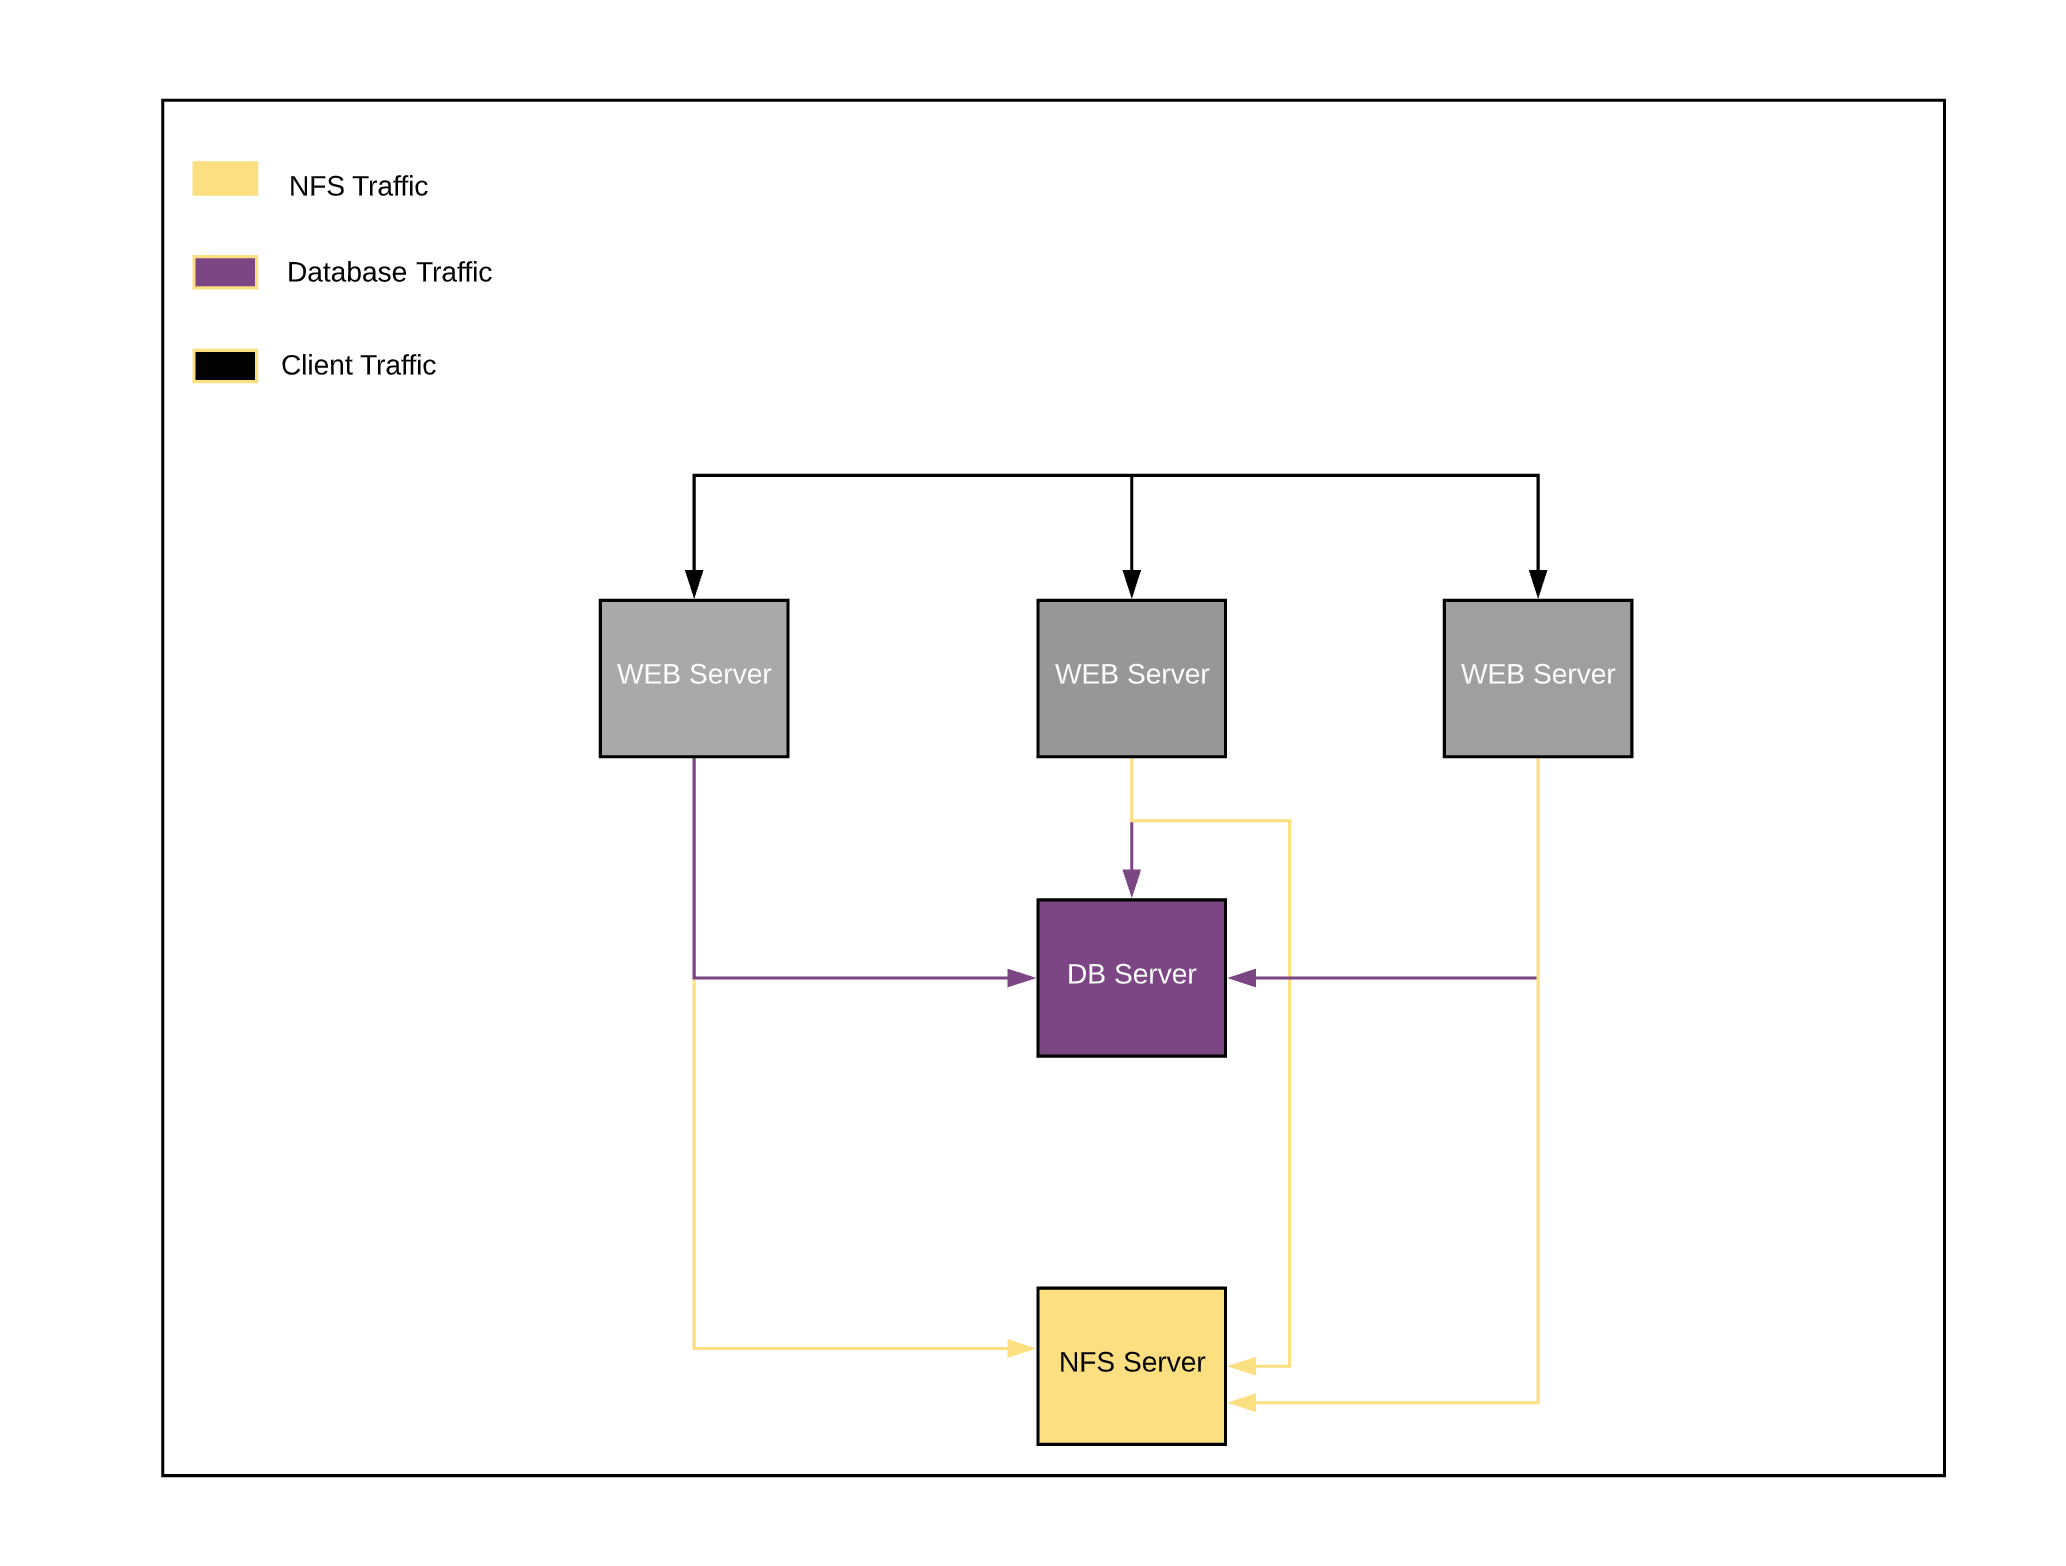 NFS Traffic
Database Traffic
Client Traffic
WEB Server
WEB Server
WEB Server
DB Server
NFS Server